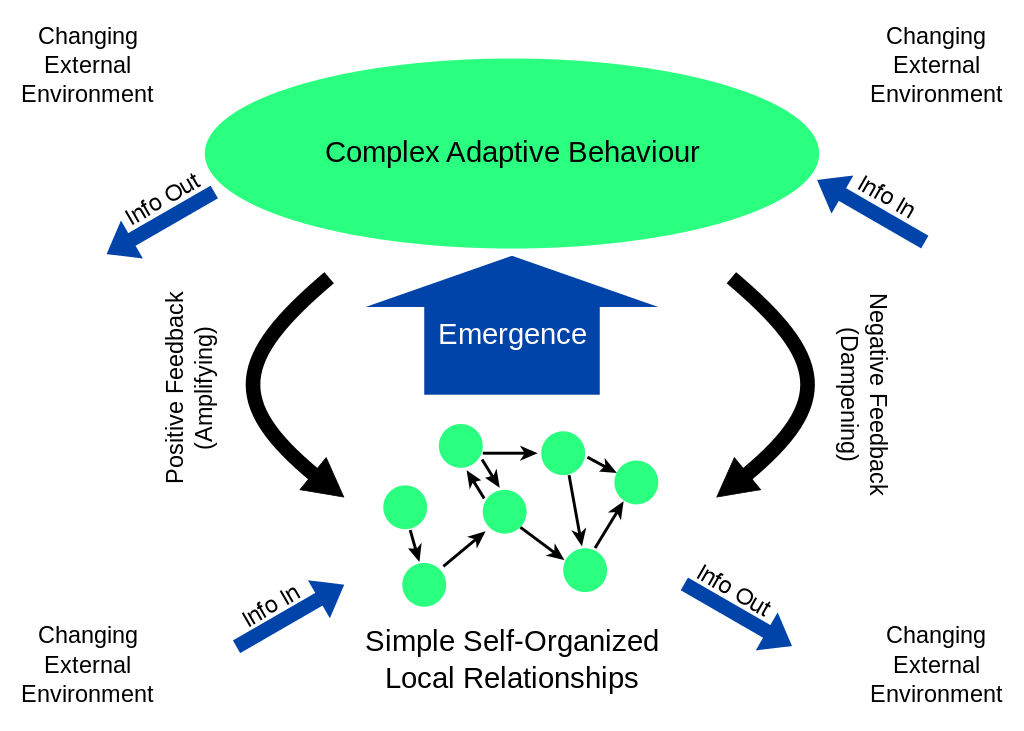 Changing
External
Environment
Changing
External
Environment
Complex Adaptive Behaviour
Info Out
Info In
Positive Feedback
(Amplifying)
Emergence
Negative Feedback
(Dampening)
Info In
Info Out
Simple Self-Organized
Local Relationships
Changing
External
Environment
Changing
External
Environment